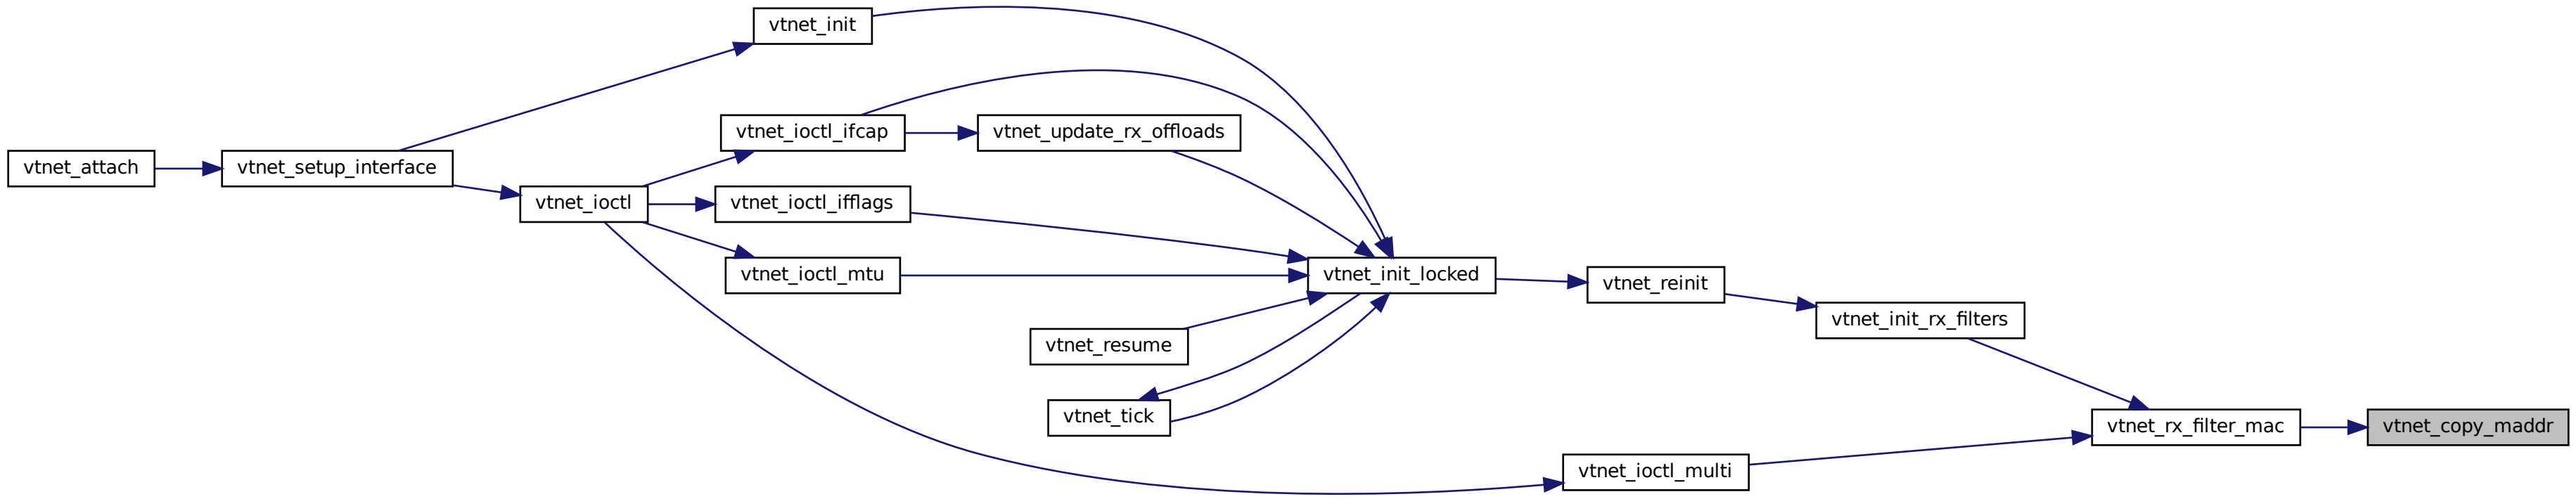 vtnet_init
vtnet_ioctl_ifcap
vtnet_update_rx_offloads
vtnet_attach
vtnet_setup_interface
vtnet_ioctl
vtnet_ioctl_ifflags
vtnet_ioctl_mtu
vtnet_init_locked
vtnet_reinit
vtnet_init_rx_filters
vtnet_resume
vtnet_tick
vtnet_rx_filter_mac
vtnet_copy_maddr
vtnet_ioctl_multi